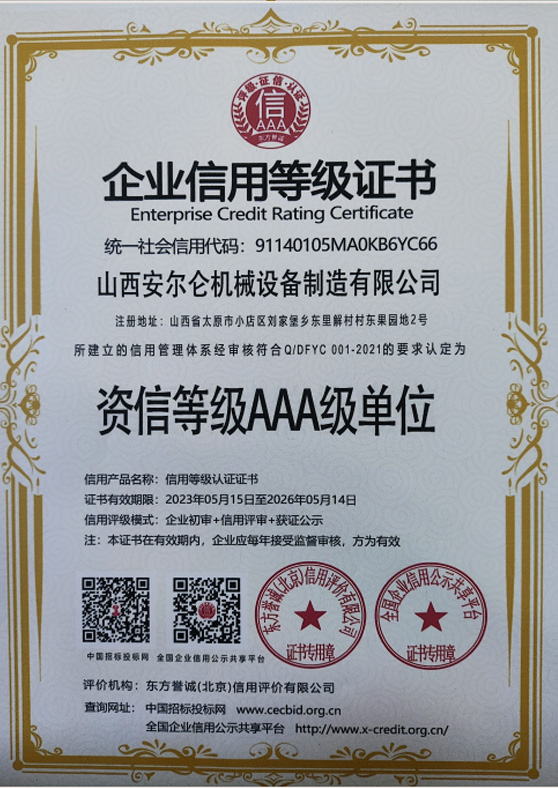 评级·征信·认证
信
AAA
东方誉诚
企业信用等级证书
Enterprise Credit Rating Certificate
统一社会信用代码：91140105MA0KB6YC66
山西安尔仑机械设备制造有限公司
注册地址：山西省太原市小店区刘家堡乡东里解村村东果园地2号
所建立的信用管理体系经审核符合Q/DFYC 001-2021的要求认定为
资信等级AAA级单位
信用产品名称：信用等级认证证书
证书有效期限：2023年05月15日至2026年05月14日
信用评级模式：企业初审+信用评审+获证公示
注：本证书在有效期内，企业应每年接受监督审核，方为有效
东方誉诚(北京)信用评价有限公司
证书专用章
全国企业信用公示共享平台
证书专用章
中国招标投标网 全国企业信用公示共享平台
评价机构：东方誉诚(北京)信用评价有限公司
查询网址：中国招标投标网 www.cecbid.org.cn
全国企业信用公示共享平台 http://www.x-credit.org.cn/